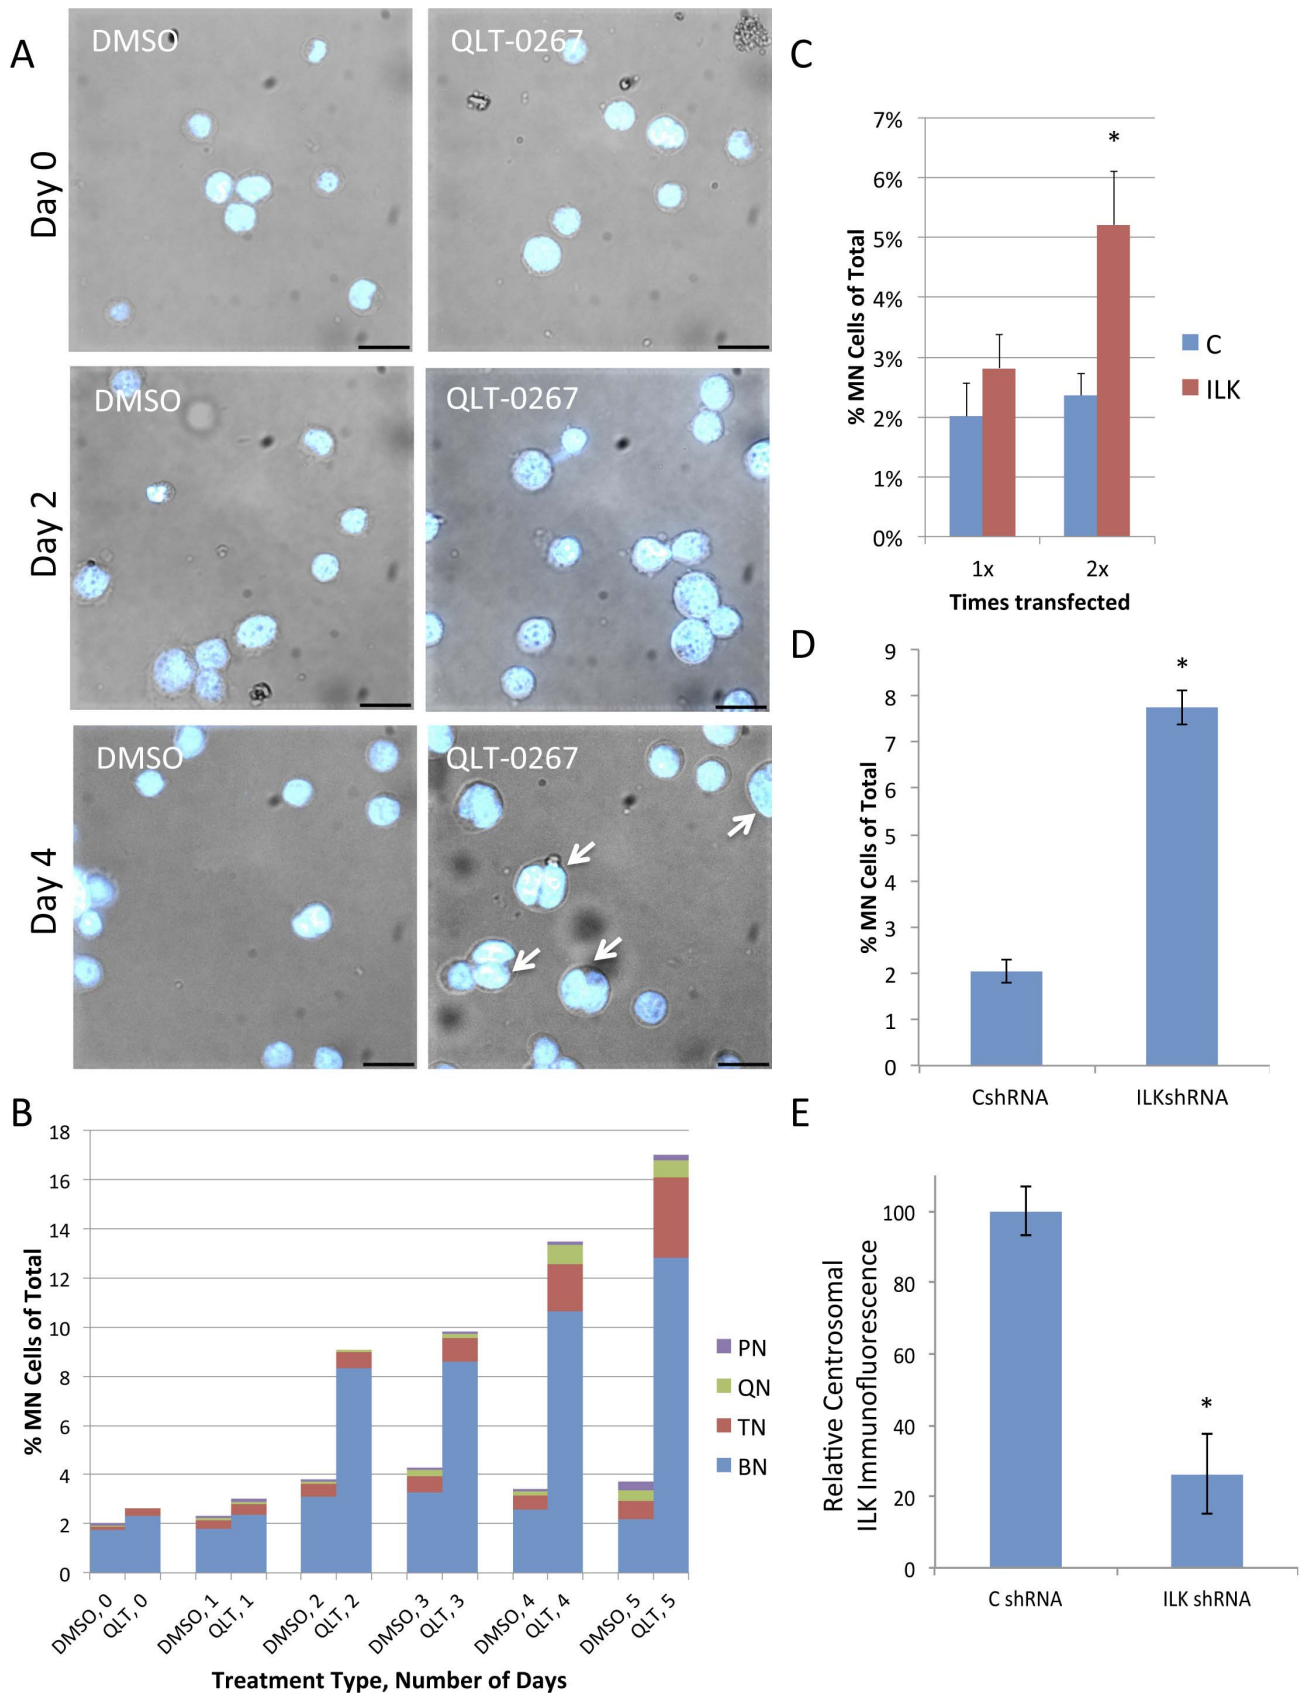 A
DMSO
QLT-0267
Day 0
DMSO
QLT-0267
Day 2
DMSO
QLT-0267
Day 4
B
18
16
14
12
10
8
6
4
2
0
% MN Cells of Total
DMSO, 0
QLT, 0
DMSO, 1
QLT, 1
DMSO, 2
QLT, 2
DMSO, 3
QLT, 3
DMSO, 4
QLT, 4
DMSO, 5
QLT, 5
Treatment Type, Number of Days
PN
QN
TN
BN
C
7%
6%
5%
4%
3%
2%
1%
0%
% MN Cells of Total
*
1x
2x
Times transfected
C
ILK
D
9
8
7
6
5
4
3
2
1
0
% MN Cells of Total
*
CshRNA
ILKshRNA
E
100
80
60
40
20
0
Relative Centrosomal
ILK Immunofluorescence
*
C shRNA
ILK shRNA